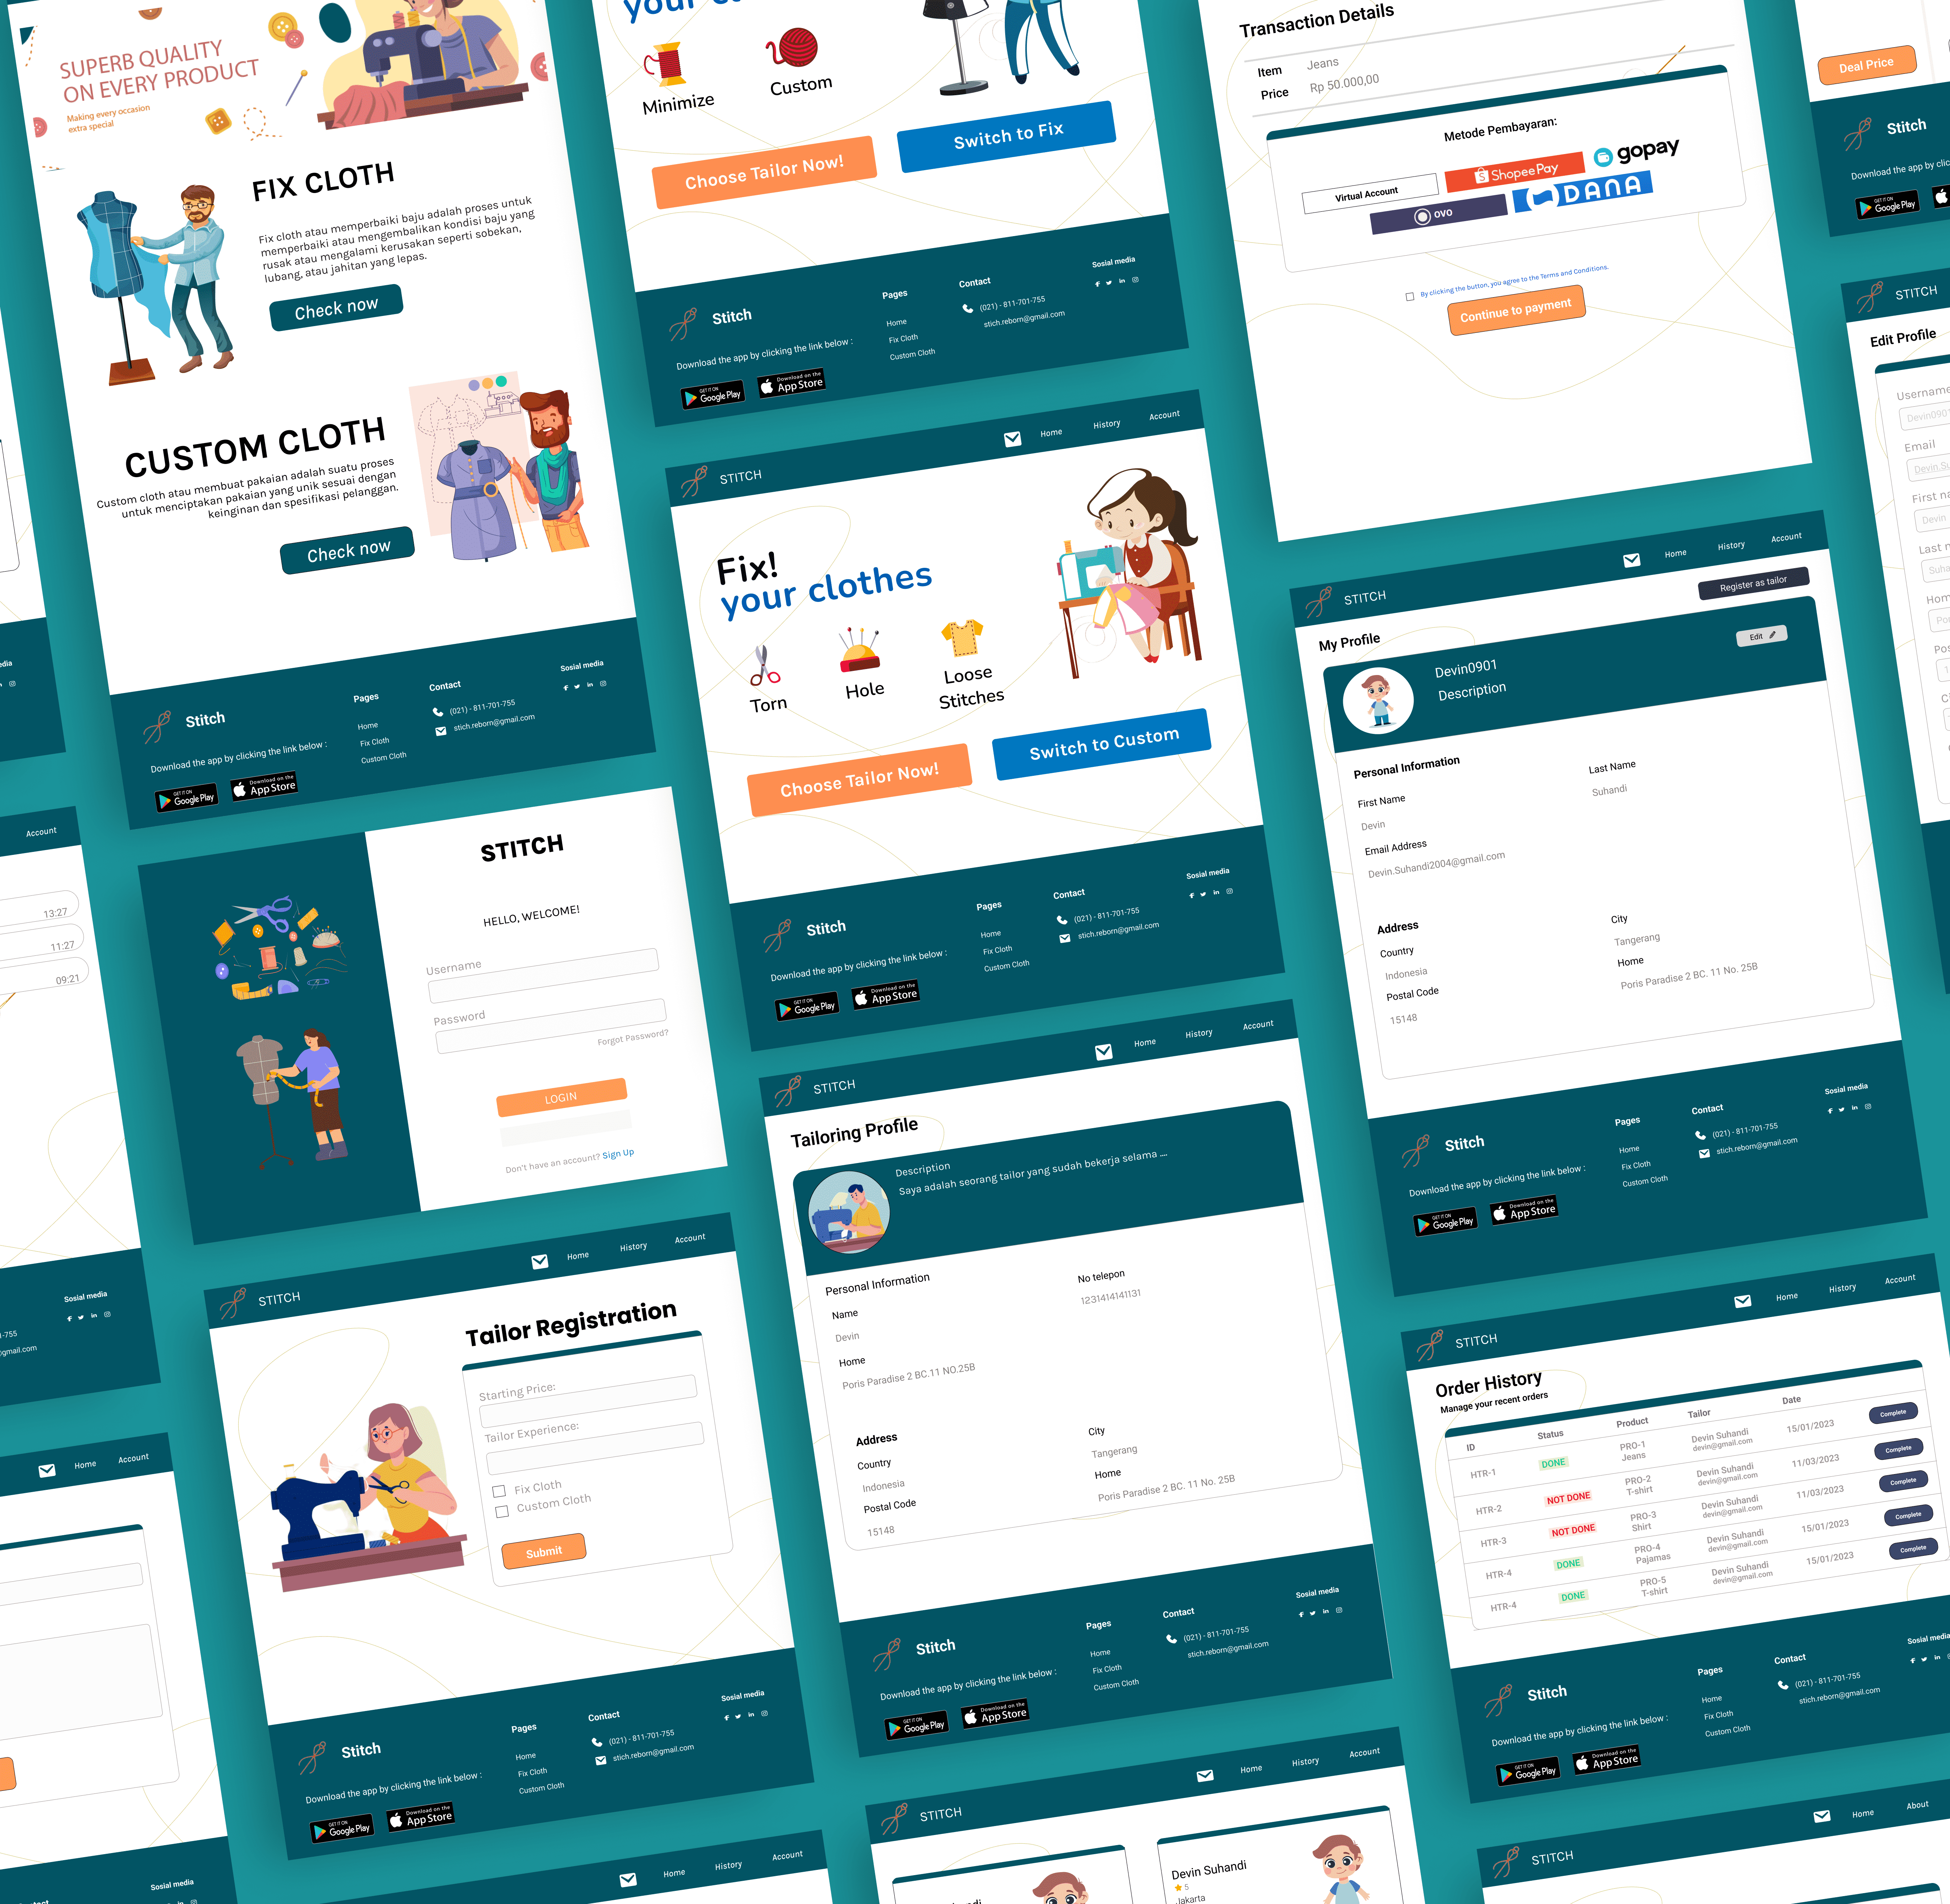 SUPERB QUALITY
ON EVERY PRODUCT
Making every occasion
extra special
FIX CLOTH
Fix cloth atau memperbaiki baju adalah proses untuk
memperbaiki atau mengembalikan kondisi baju yang
rusak atau mengalami kerusakan seperti sobekan,
lubang, atau jahitan yang lepas.
Check now
CUSTOM CLOTH
Custom cloth atau membuat pakaian adalah suatu proses
untuk menciptakan pakaian yang unik sesuai dengan
keinginan dan spesifikasi pelanggan.
Check now
Stitch
Download the app by clicking the link below :
GET IT ON
Google Play
Download on the
App Store
Pages
Home
Fix Cloth
Custom Cloth
Contact
(021) - 811-701-755
stich.reborn@gmail.com
Sosial media
Minimize
Custom
Choose Tailor Now!
Switch to Fix
Stitch
Download the app by clicking the link below :
GET IT ON
Google Play
Download on the
App Store
Pages
Home
Fix Cloth
Custom Cloth
Contact
(021) - 811-701-755
stich.reborn@gmail.com
Sosial media
Transaction Details
Item Jeans
Price Rp 50.000,00
Metode Pembayaran:
Virtual Account
ShopeePay
gopay
OVO
DANA
By clicking the button, you agree to the Terms and Conditions.
Continue to payment
Deal Price
Stitch
Google Play
STITCH
Edit Profile
Username
Devin0901
Email
Devin
STITCH
Home
History
Account
Fix!
your clothes
Torn
Hole
Loose
Stitches
Choose Tailor Now!
Switch to Custom
Stitch
Download the app by clicking the link below :
GET IT ON
Google Play
Download on the
App Store
Pages
Home
Fix Cloth
Custom Cloth
Contact
(021) - 811-701-755
stich.reborn@gmail.com
Sosial media
STITCH
Home
History
Account
Register as tailor
My Profile
Edit
Devin0901
Description
Personal Information
First Name
Devin
Last Name
Suhandi
Email Address
Devin.Suhandi2004@gmail.com
Address
Country
Indonesia
Postal Code
15148
City
Tangerang
Home
Poris Paradise 2 BC. 11 No. 25B
Stitch
Download the app by clicking the link below :
GET IT ON
Google Play
Download on the
App Store
Pages
Home
Fix Cloth
Custom Cloth
Contact
(021) - 811-701-755
stich.reborn@gmail.com
Sosial media
Account
13:27
11:27
09:21
Sosial media
STITCH
HELLO, WELCOME!
Username
Password
Forgot Password?
LOGIN
Don't have an account? Sign Up
STITCH
Home
History
Account
Tailoring Profile
Description
Saya adalah seorang tailor yang sudah bekerja selama ....
Personal Information
Name
Devin
No telepon
1231414141131
Home
Poris Paradise 2 BC.11 NO.25B
Address
Country
Indonesia
Postal Code
15148
City
Tangerang
Home
Poris Paradise 2 BC. 11 No. 25B
Stitch
Download the app by clicking the link below :
GET IT ON
Google Play
Download on the
App Store
Pages
Home
Fix Cloth
Custom Cloth
Contact
(021) - 811-701-755
stich.reborn@gmail.com
Sosial media
STITCH
Home
History
Account
Tailor Registration
Starting Price:
Tailor Experience:
Fix Cloth
Custom Cloth
Submit
Stitch
Download the app by clicking the link below :
GET IT ON
Google Play
Download on the
App Store
Pages
Home
Fix Cloth
Custom Cloth
Contact
(021) - 811-701-755
stich.reborn@gmail.com
Sosial media
STITCH
Home
History
Account
Order History
Manage your recent orders
ID Status Product Tailor Date
HTR-1 DONE PRO-1 Jeans Devin Suhandi devin@gmail.com 15/01/2023 Complete
HTR-2 NOT DONE PRO-2 T-shirt Devin Suhandi devin@gmail.com 11/03/2023 Complete
HTR-3 NOT DONE PRO-3 Shirt Devin Suhandi devin@gmail.com 11/03/2023 Complete
HTR-4 DONE PRO-4 Pajamas Devin Suhandi devin@gmail.com 15/01/2023 Complete
HTR-4 DONE PRO-5 T-shirt Devin Suhandi devin@gmail.com 15/01/2023 Complete
Stitch
Download the app by clicking the link below :
GET IT ON
Google Play
Download on the
App Store
Pages
Home
Fix Cloth
Custom Cloth
Contact
(021) - 811-701-755
stich.reborn@gmail.com
Home
Account
Sosial media
Home
History
Account
STITCH
Home
History
Account
Devin Suhandi
5
Jakarta
STITCH
Home
About